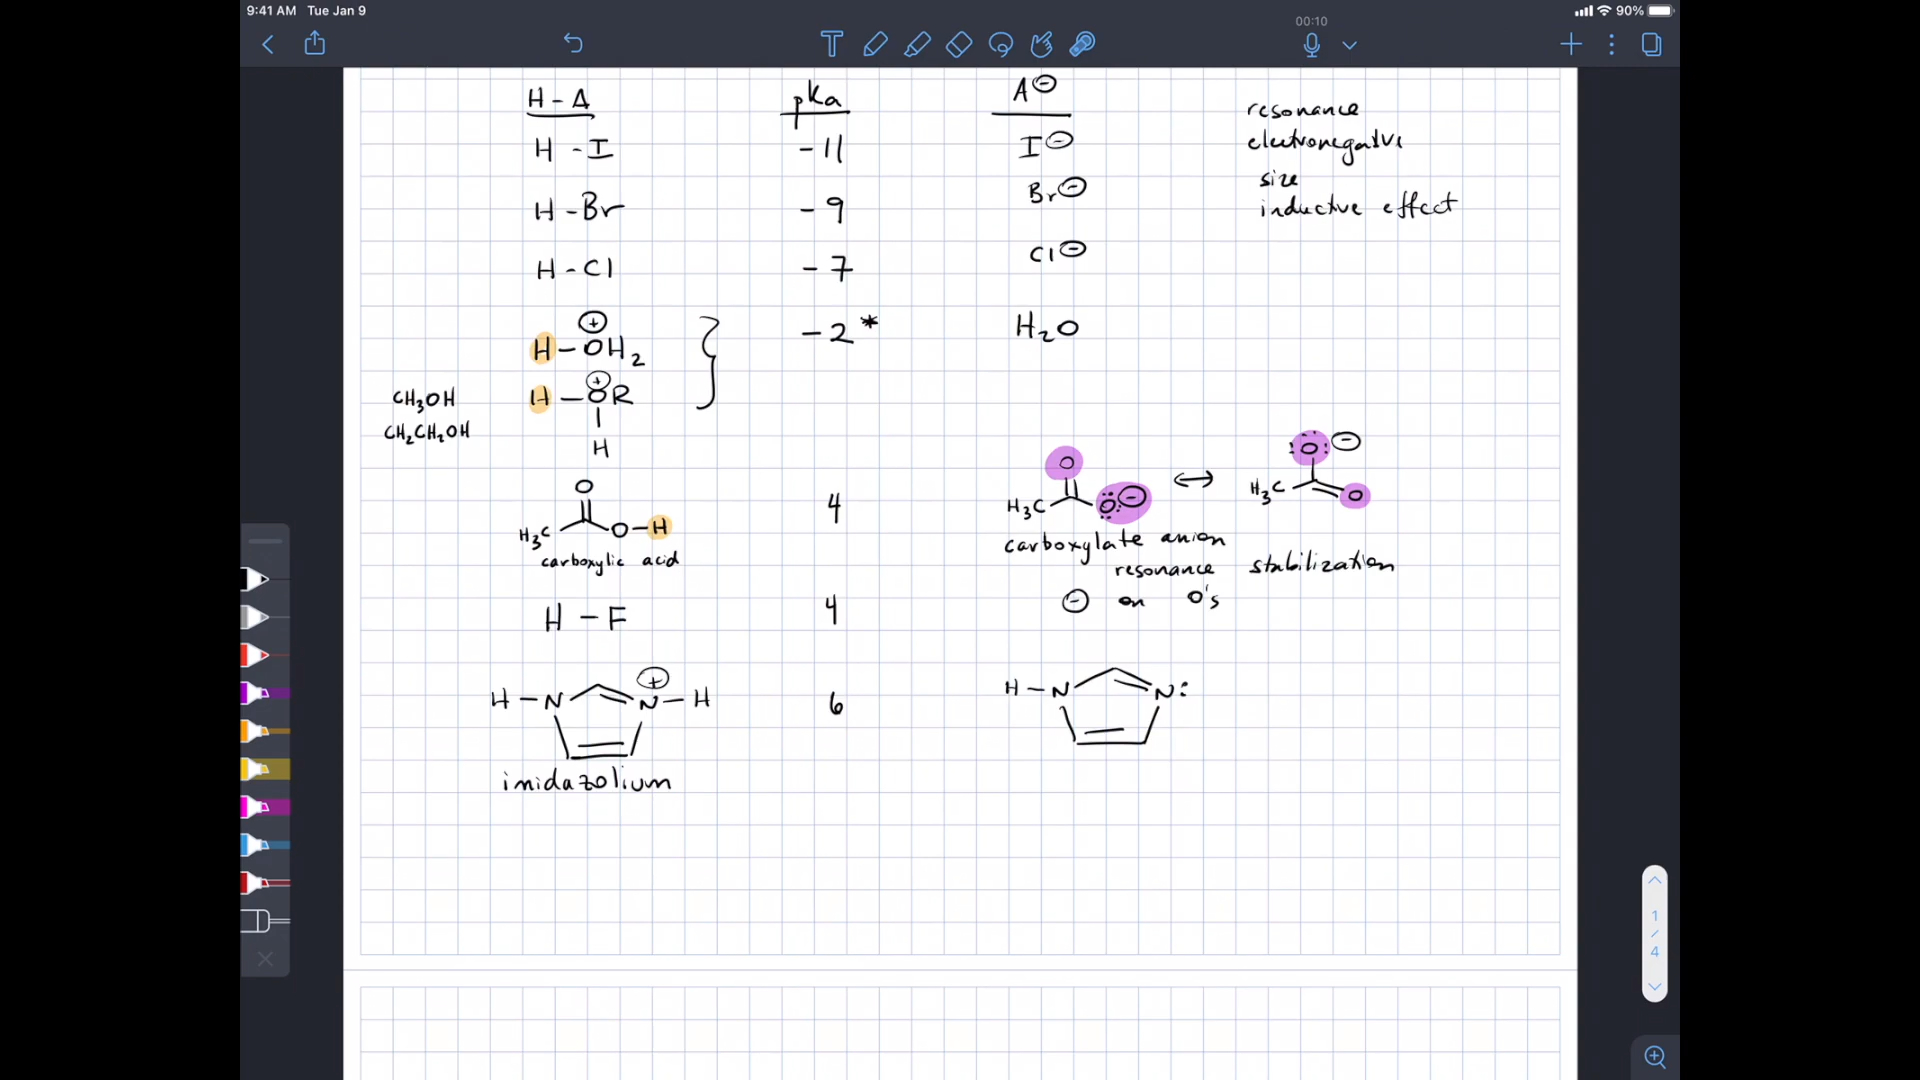 9:41 AM Tue Jan 9
90%
00:10
H-A pKa A⊖ resonance
H-I -11 I⊖ electronegative
H-Br -9 Br⊖ size
inductive effect
H-Cl -7 Cl⊖
⊕
H-OH2 -2* H2O
⊕
H-OR
H
CH3OH
CH2CH2OH
O
H3C O-H
carboxylic acid
4
O
H3C O⊖ ↔ O⊖
H3C O
carboxylate anion
resonance stabilization
⊖ on O's
H-F 4
⊕
H-N N-H 6 H-N N:
imidazolium
1
/
4